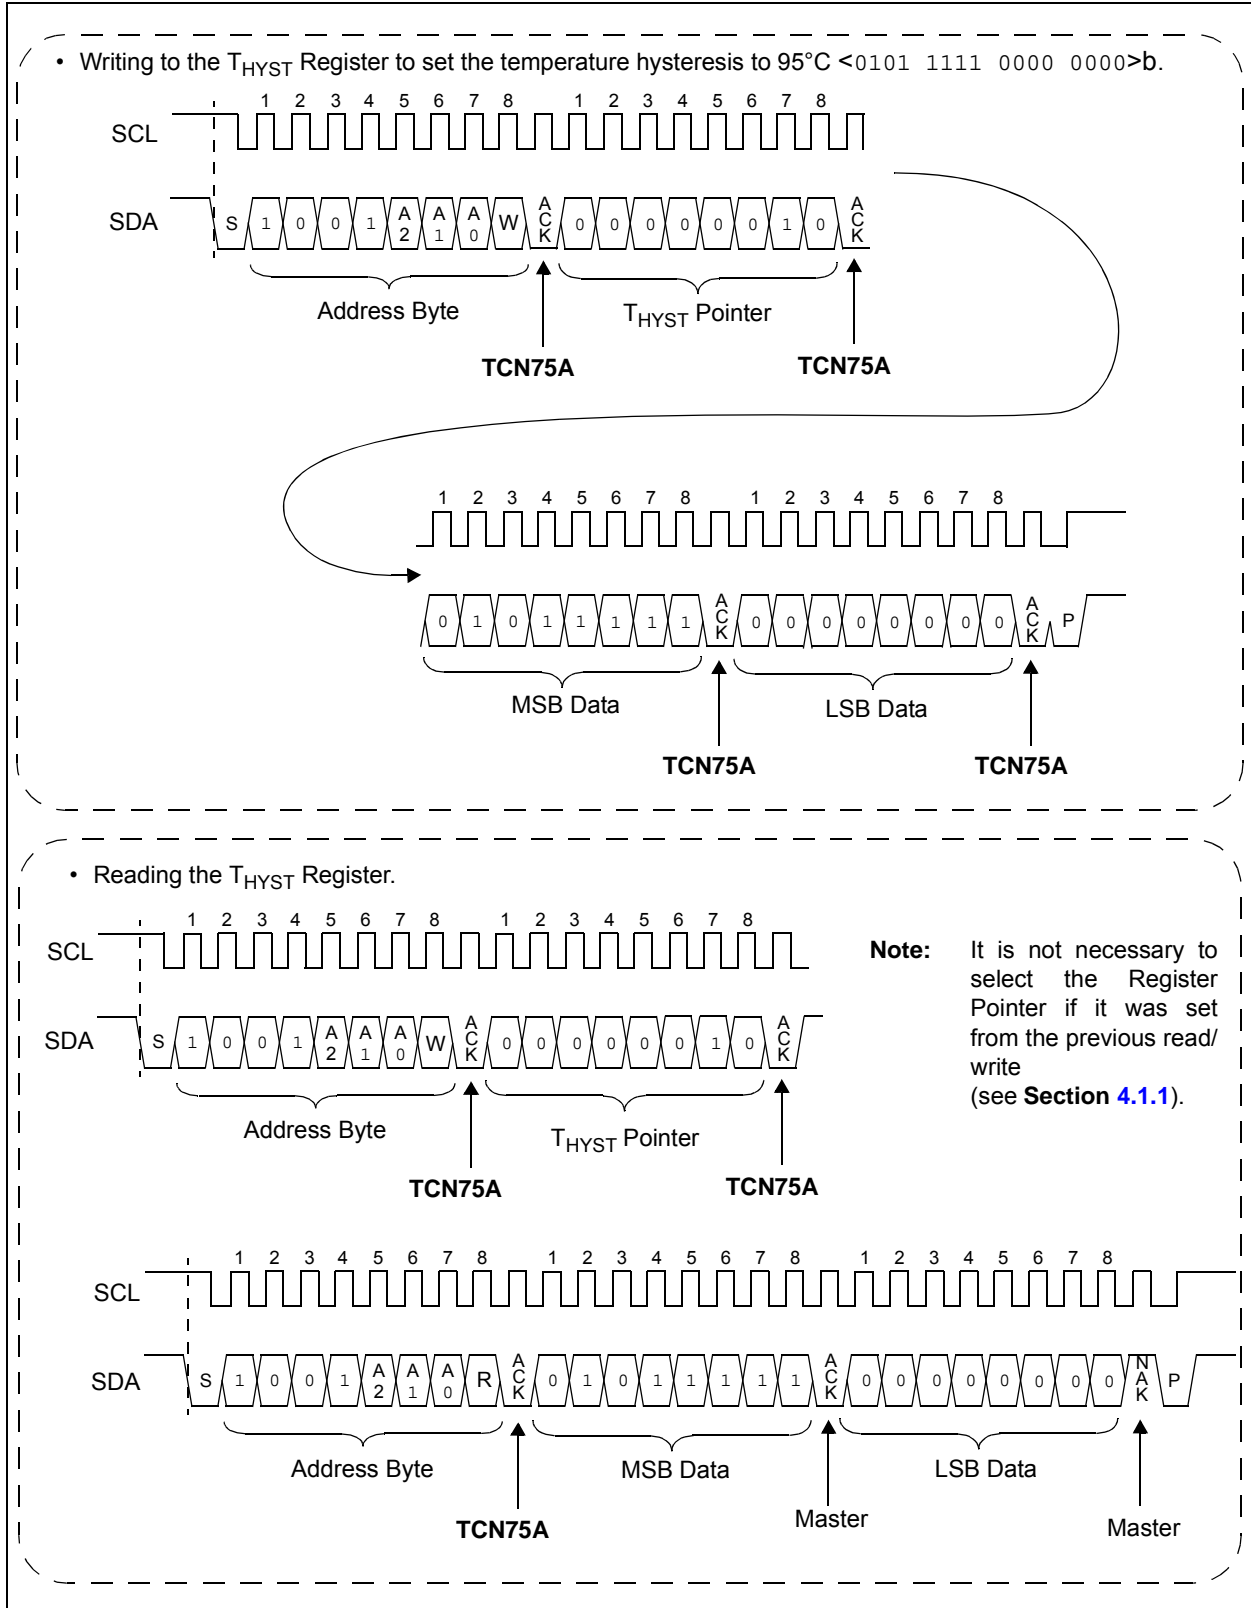 • Writing to the THYST Register to set the temperature hysteresis to 95°C <0101 1111 0000 0000>b.
1 2 3 4 5 6 7 8 1 2 3 4 5 6 7 8
SCL
SDA S 1 0 0 1 A2 A1 A0 W ACK 0 0 0 0 0 0 1 0 ACK
Address Byte THYST Pointer
TCN75A TCN75A
1 2 3 4 5 6 7 8 1 2 3 4 5 6 7 8
0 1 0 1 1 1 1 1 ACK 0 0 0 0 0 0 0 0 ACK P
MSB Data LSB Data
TCN75A TCN75A
• Reading the THYST Register.
1 2 3 4 5 6 7 8 1 2 3 4 5 6 7 8
SCL
SDA S 1 0 0 1 A2 A1 A0 W ACK 0 0 0 0 0 0 1 0 ACK
Address Byte THYST Pointer
TCN75A TCN75A
Note: It is not necessary to
select the Register
Pointer if it was set
from the previous read/
write
(see Section 4.1.1).
1 2 3 4 5 6 7 8 1 2 3 4 5 6 7 8 1 2 3 4 5 6 7 8
SCL
SDA S 1 0 0 1 A2 A1 A0 R ACK 0 1 0 1 1 1 1 1 ACK 0 0 0 0 0 0 0 0 NAK P
Address Byte MSB Data LSB Data
TCN75A Master Master